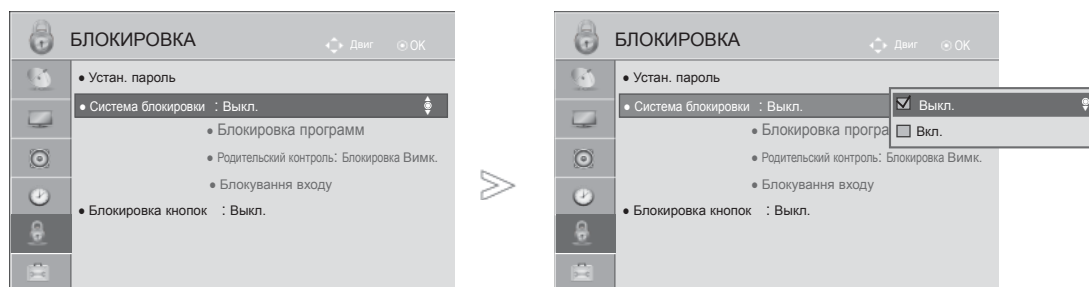 БЛОКИРОВКА Двиг OK
• Устан. пароль
• Система блокировки : Выкл.
• Блокировка программ
• Родительский контроль: Блокировка Вимк.
• Блокування входу
• Блокировка кнопок : Выкл.
БЛОКИРОВКА Двиг OK
• Устан. пароль
• Система блокировки : Выкл.
Выкл.
Вкл.
• Блокировка програ
• Родительский контроль: Блокировка Вимк.
• Блокування входу
• Блокировка кнопок : Выкл.